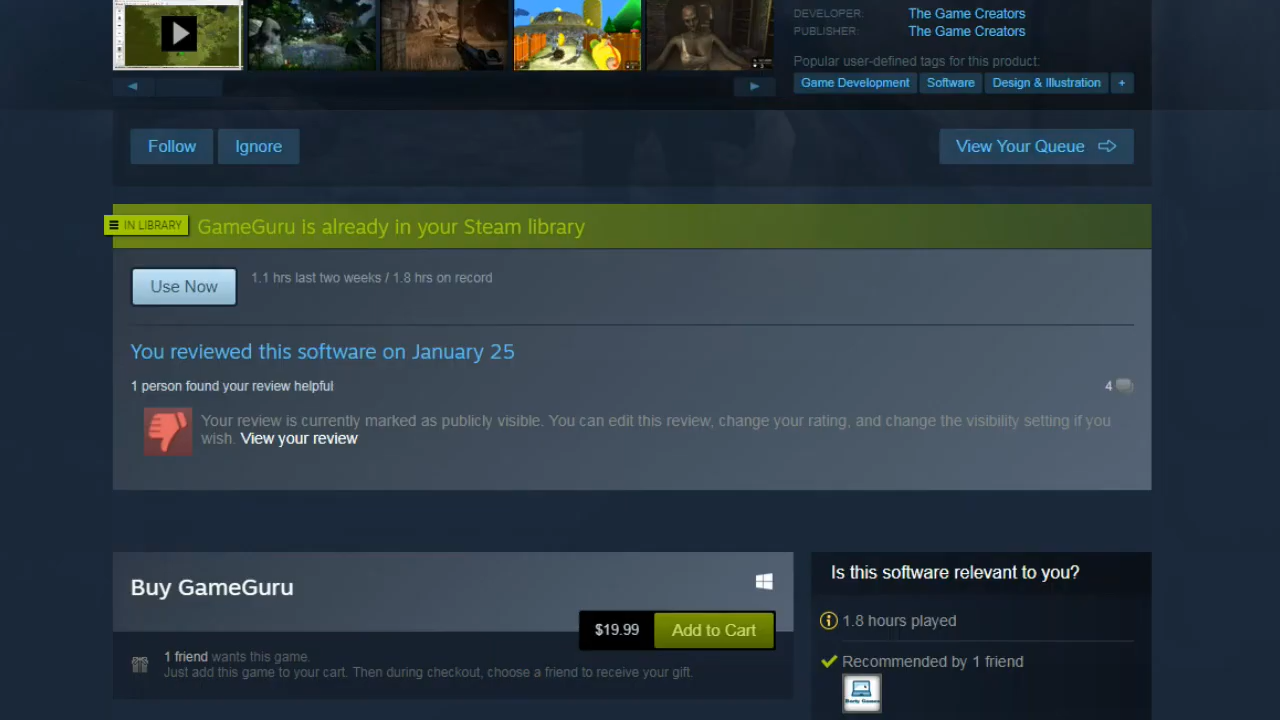 DEVELOPER: The Game Creators
PUBLISHER: The Game Creators
Popular user-defined tags for this product:
Game Development Software Design & Illustration +
Follow Ignore View Your Queue
IN LIBRARY GameGuru is already in your Steam library
Use Now 1.1 hrs last two weeks / 1.8 hrs on record
You reviewed this software on January 25
1 person found your review helpful 4
Your review is currently marked as publicly visible. You can edit this review, change your rating, and change the visibility setting if you
wish. View your review
Buy GameGuru
$19.99 Add to Cart
1 friend wants this game.
Just add this game to your cart. Then during checkout, choose a friend to receive your gift.
Is this software relevant to you?
1.8 hours played
Recommended by 1 friend